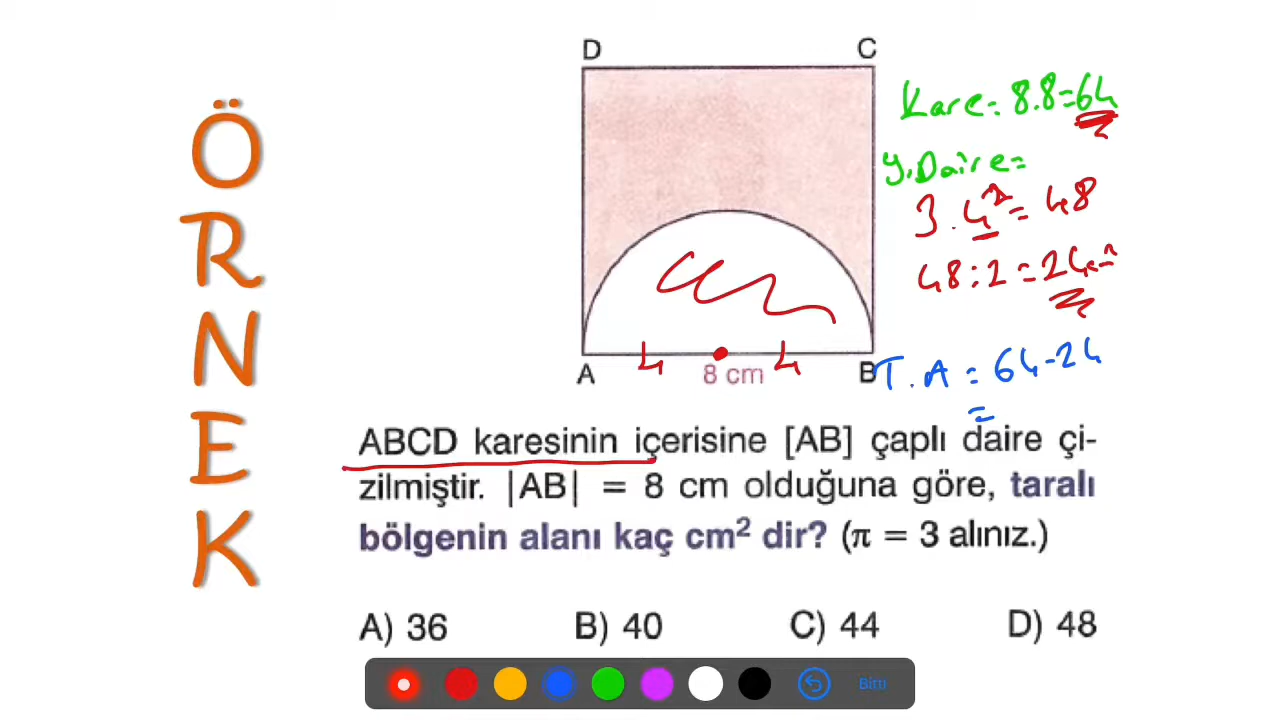 ÖRNEK
D
C
A
8 cm
B
4
4
Kare = 8.8=64
Y.Daire=
3.4²= 48
48:2 = 24cm²
T.A = 64-24
=
ABCD karesinin içerisine [AB] çaplı daire çi-
zilmiştir. |AB| = 8 cm olduğuna göre, taralı
bölgenin alanı kaç cm² dir? (π = 3 alınız.)
A) 36
B) 40
C) 44
D) 48
Bitti